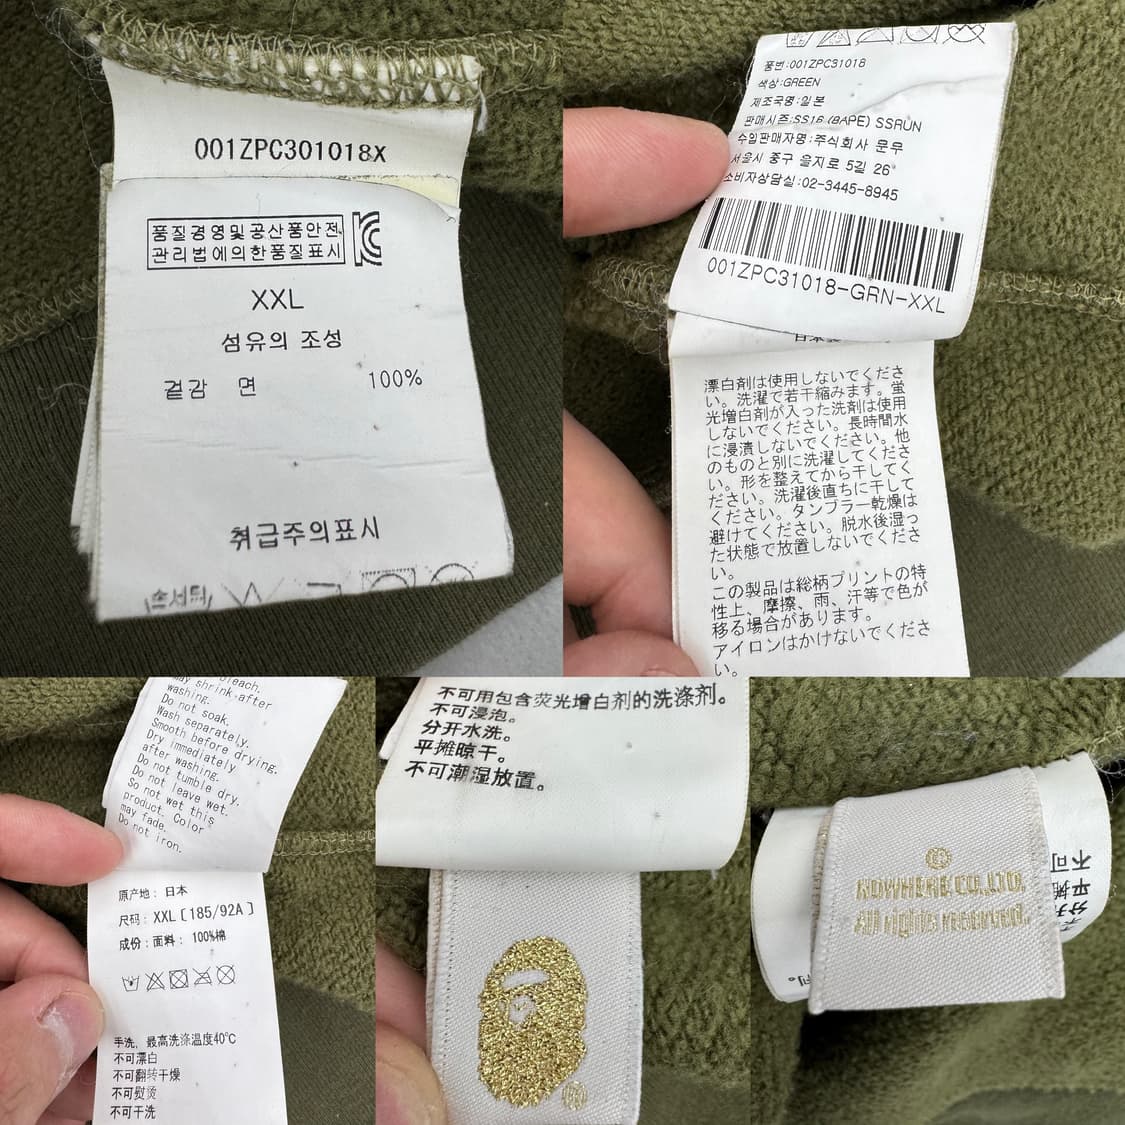 001ZPC301018X
품질경영및공산품안전
관리법에의한품질표시
XXL
섬유의 조성
겉감 면 100%
취급주의표시
손세탁
품번:001ZPC31018
색상:GREEN
제조국명:일본
판매시즌:SS16 (BAPE) SSRUN
수입판매자명:주식회사 문우
서울시 중구 을지로 5길 26
소비자상담실:02-3445-8945
001ZPC31018-GRN-XXL
漂白剤は使用しないでくださ
い。洗濯で若干縮みます。蛍
光増白剤が入った洗剤は使用
しないでください。長時間水
に浸漬しないでください。他
のものと別に洗濯してくださ
い。形を整えてから干してく
ださい。洗濯後直ちに干して
ください。タンブラー乾燥は
避けてください。脱水後湿っ
た状態で放置しないでくださ
い。
この製品は総柄プリントの特
性上、摩擦、雨、汗等で色が
移る場合があります。
アイロンはかけないでくださ
い。
bleach.
may shrink after
washing.
Do not soak.
Wash separately.
Smooth before drying.
Dry immediately
after washing.
Do not tumble dry.
Do not leave wet.
So not wet this
product. Color
may fade.
Do not iron.
原产地: 日本
尺码: XXL [185/92A]
成份: 面料: 100%棉
手洗, 最高洗涤温度40℃
不可漂白
不可翻转干燥
不可熨烫
不可干洗
不可用包含荧光增白剂的洗涤剂。
不可浸泡。
分开水洗。
平摊晾干。
不可潮湿放置。
®
©
NOWHERE CO.,LTD.
All rights reserved.